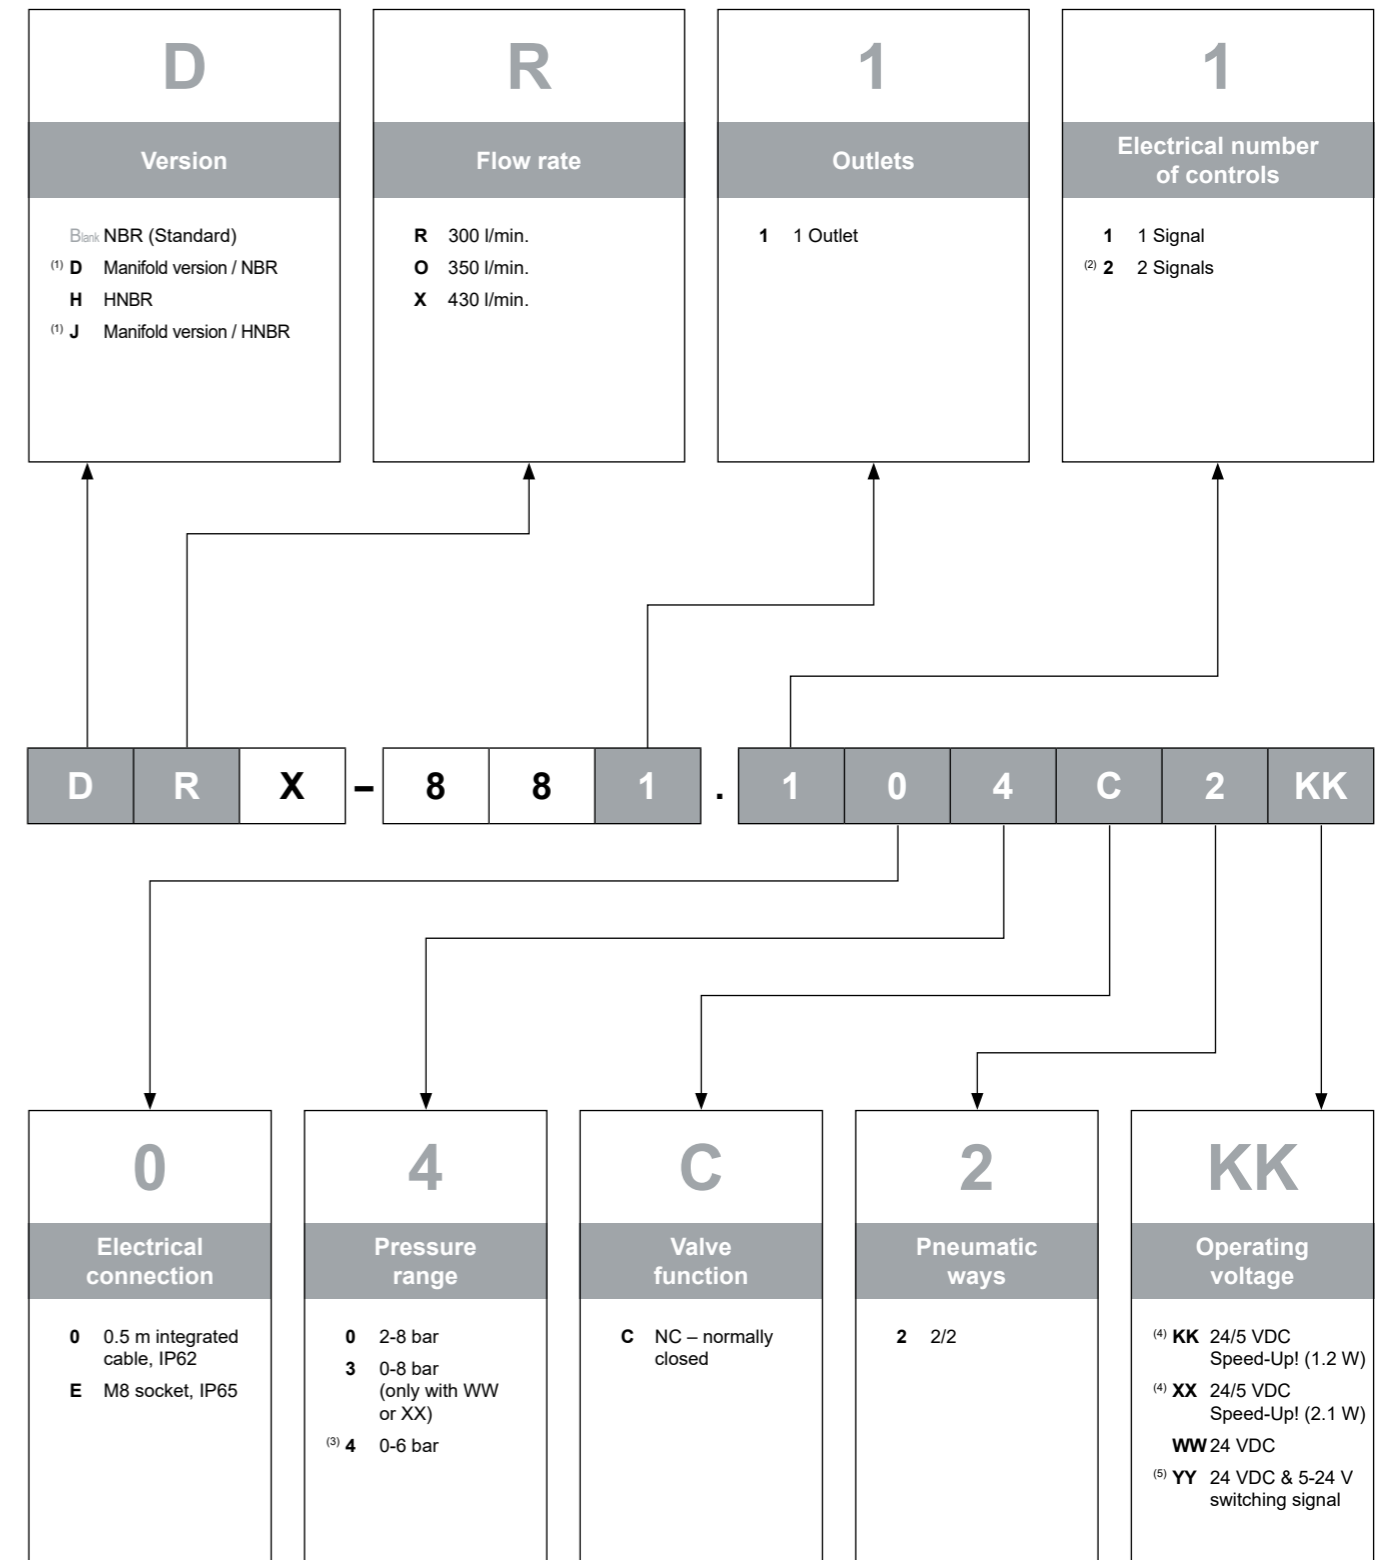 D
Version
Blank NBR (Standard)
(1) D Manifold version / NBR
H HNBR
(1) J Manifold version / HNBR
R
Flow rate
R 300 l/min.
O 350 l/min.
X 430 l/min.
1
Outlets
1 1 Outlet
1
Electrical number
of controls
1 1 Signal
(2) 2 2 Signals
D R X – 8 8 1 . 1 0 4 C 2 KK
0
Electrical
connection
0 0.5 m integrated
cable, IP62
E M8 socket, IP65
4
Pressure
range
0 2-8 bar
3 0-8 bar
(only with WW
or XX)
(3) 4 0-6 bar
C
Valve
function
C NC – normally
closed
2
Pneumatic
ways
2 2/2
KK
Operating
voltage
(4) KK 24/5 VDC
Speed-Up! (1.2 W)
(4) XX 24/5 VDC
Speed-Up! (2.1 W)
WW 24 VDC
(5) YY 24 VDC & 5-24 V
switching signal